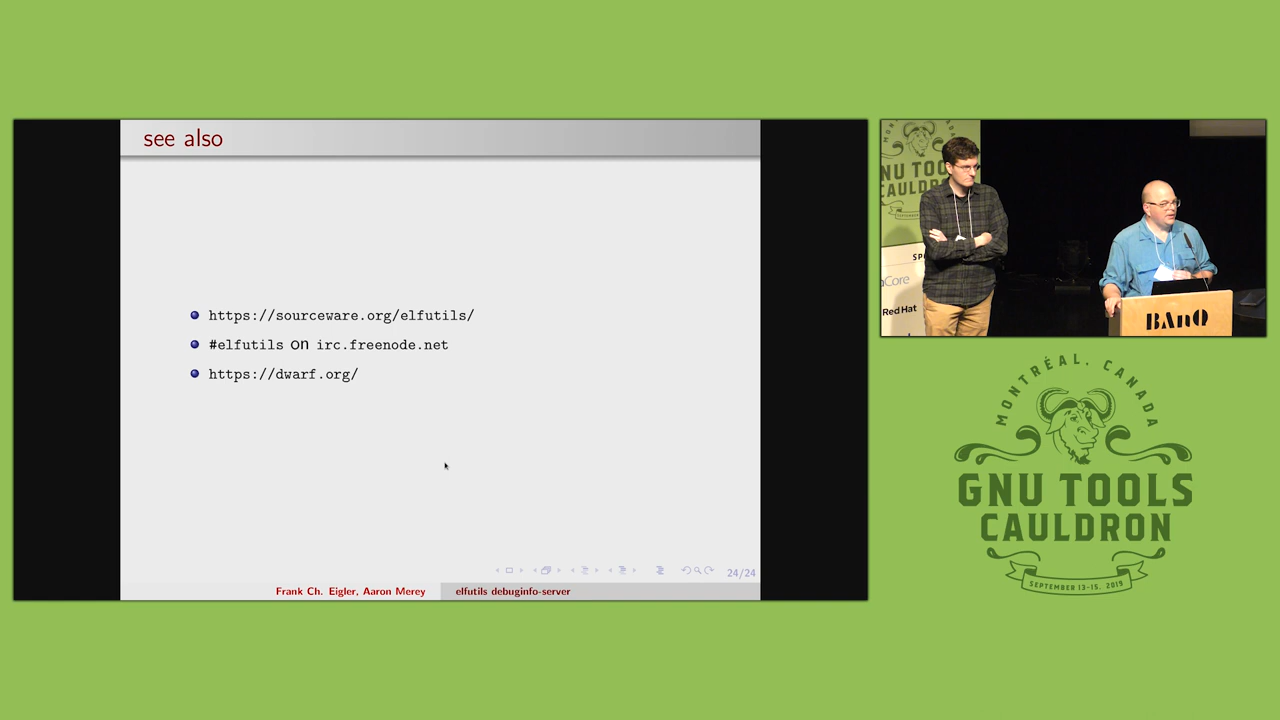 see also
https://sourceware.org/elfutils/
#elfutils on irc.freenode.net
https://dwarf.org/
24/24
Frank Ch. Eigler, Aaron Merey
elfutils debuginfo-server
GNU TOOLS
CAULDRON
Red Hat
BAnQ
MONTRÉAL, CANADA
GNU TOOLS
CAULDRON
SEPTEMBER 13-15, 2019